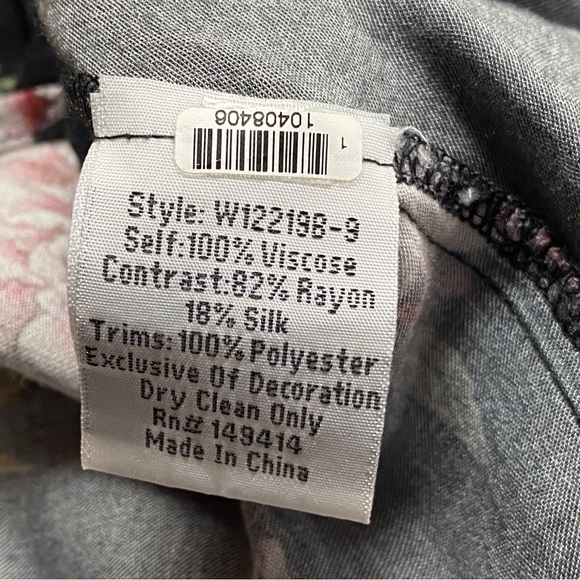 10408406
1
Style: W12219B-9
Self:100% Viscose
Contrast:82% Rayon
18% Silk
Trims:100% Polyester
Exclusive Of Decoration
Dry Clean Only
Rn# 149414
Made In China